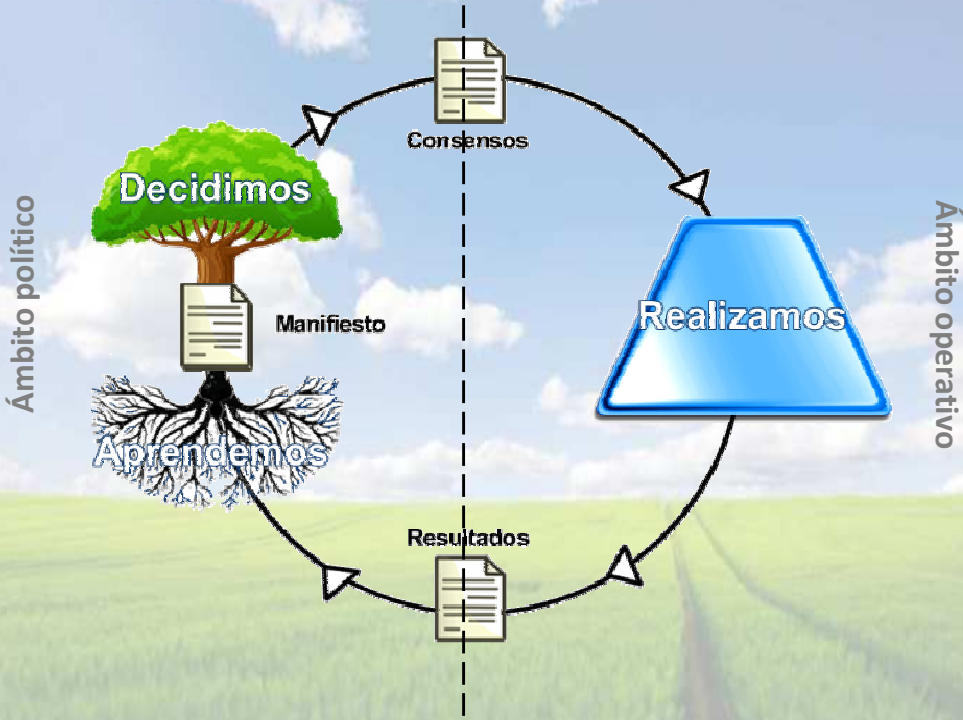 Consensos
Decidimos
Ámbito político
Manifiesto
Realizamos
Ámbito operativo
Aprendemos
Resultados